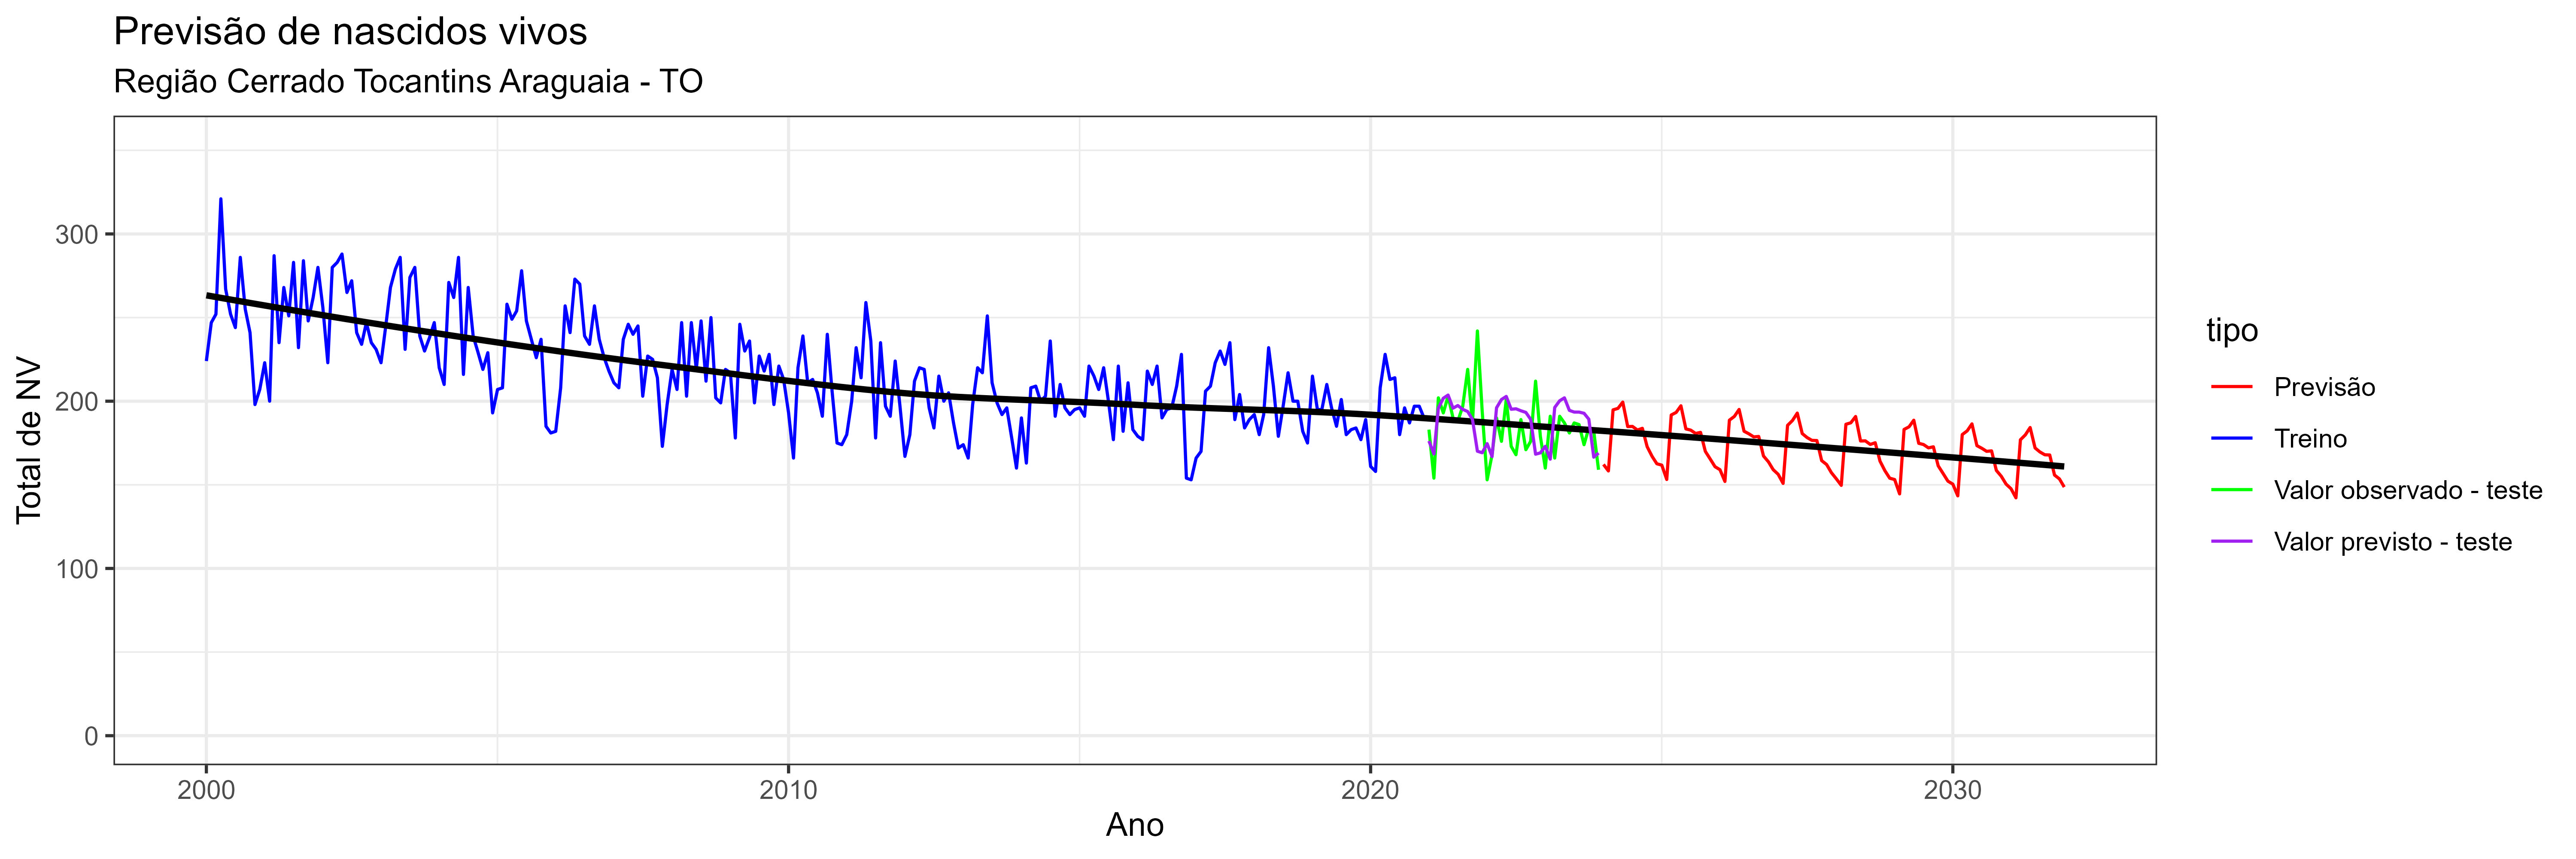 Previsão de nascidos vivos
Região Cerrado Tocantins Araguaia - TO
Total de NV
300
200
100
0
2000
2010
2020
2030
Ano
tipo
Previsão
Treino
Valor observado - teste
Valor previsto - teste